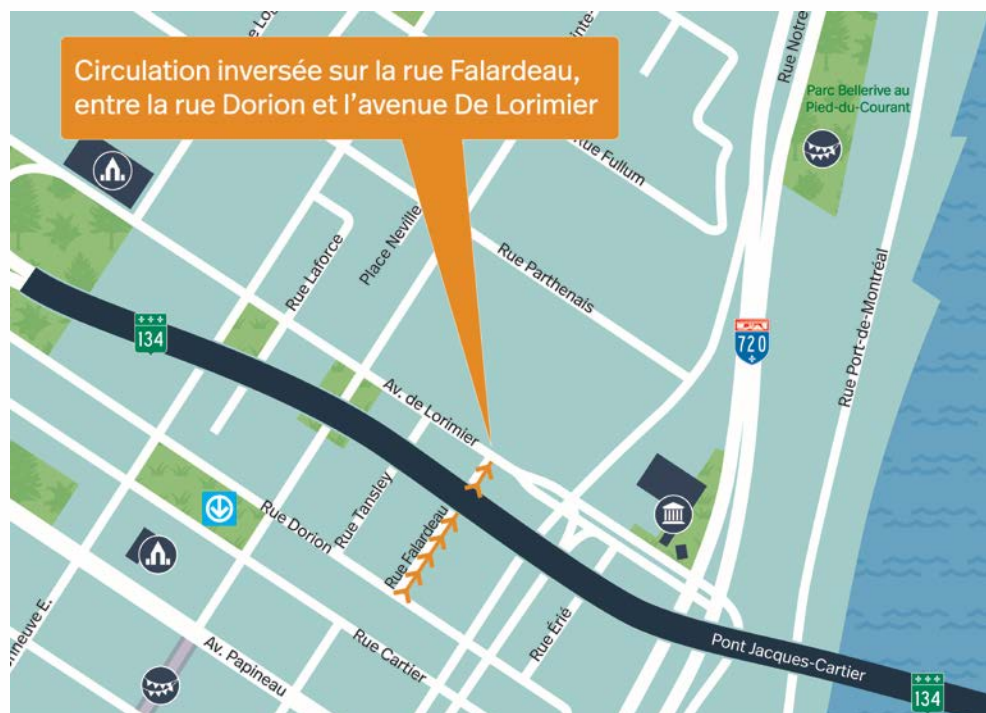 Circulation inversée sur la rue Falardeau,
entre la rue Dorion et l'avenue De Lorimier
Rue Notre
Parc Bellerive au
Pied-du-Courant
Rue Fullum
Place Neville
Rue Laforce
Rue Parthenais
134
720
Rue Port-de-Montréal
Av. de Lorimier
Rue Tansley
Rue Dorion
Rue Falardeau
Rue Érié
Rue Cartier
Av. Papineau
Pont Jacques-Cartier
134